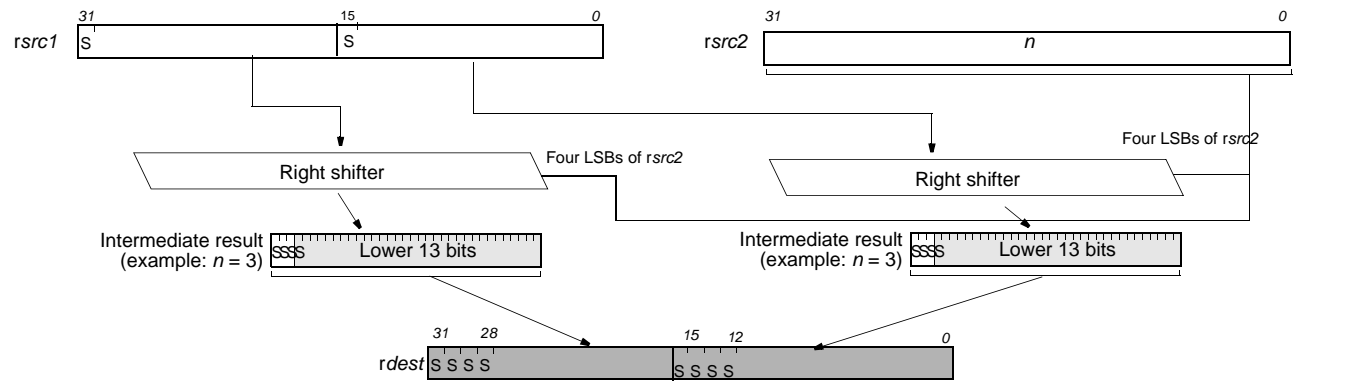 31 15 0 31 0
rsrc1 S S rsrc2 n
Four LSBs of rsrc2
Four LSBs of rsrc2
Right shifter Right shifter
Intermediate result
(example: n = 3) SSSS Lower 13 bits
Intermediate result
(example: n = 3) SSSS Lower 13 bits
31 28 15 12 0
rdest S S S S S S S S